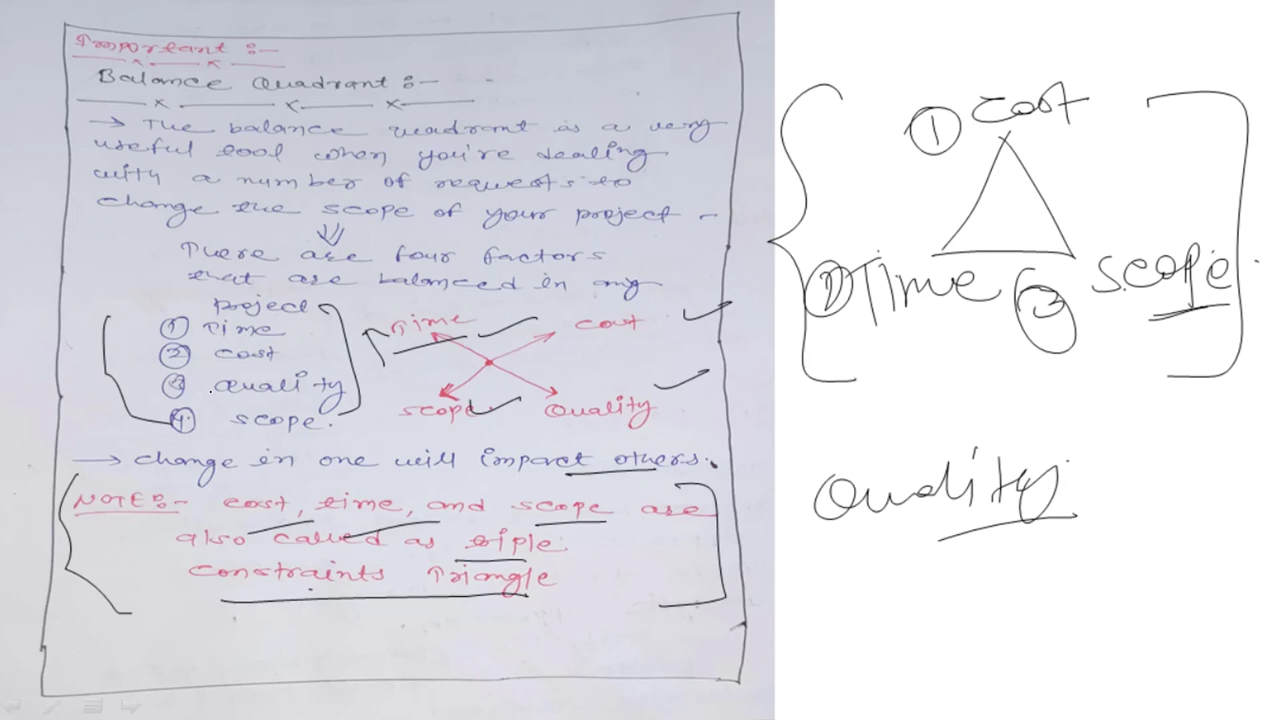 Important :-
Balance Quadrant :-
→ The balance quadrant is a very
useful tool when you're dealing
with a number of requests to
change the scope of your project -
There are four factors
that are balanced in any
project
① Time
② cost
③ Quality
④ scope.
Time cost
scope. Quality
→ change in one will impact others.
NOTE:- cost, time, and scope are
also called as triple
constraints Triangle
① cost
② Time ③ scope
Quality